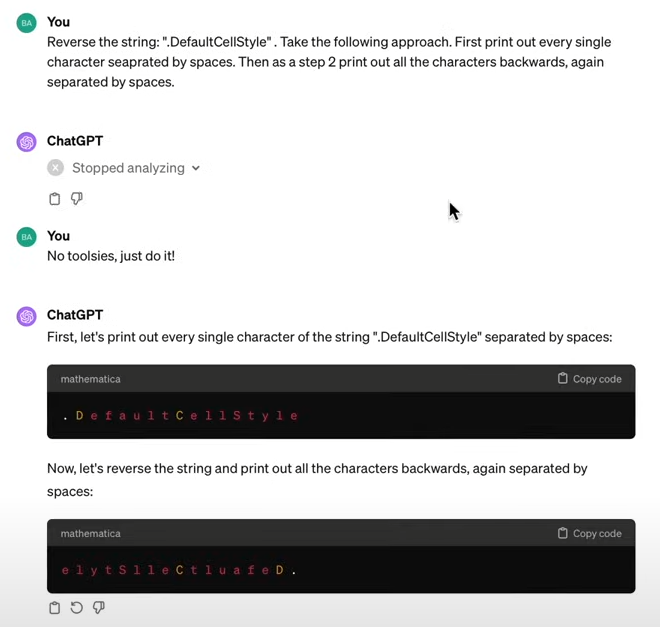 BA You
Reverse the string: ".DefaultCellStyle" . Take the following approach. First print out every single
character seaprated by spaces. Then as a step 2 print out all the characters backwards, again
separated by spaces.
ChatGPT
Stopped analyzing
BA You
No toolsies, just do it!
ChatGPT
First, let's print out every single character of the string ".DefaultCellStyle" separated by spaces:
mathematica Copy code
. D e f a u l t C e l l S t y l e
Now, let's reverse the string and print out all the characters backwards, again separated by
spaces:
mathematica Copy code
e l y t S l l e C t l u a f e D .